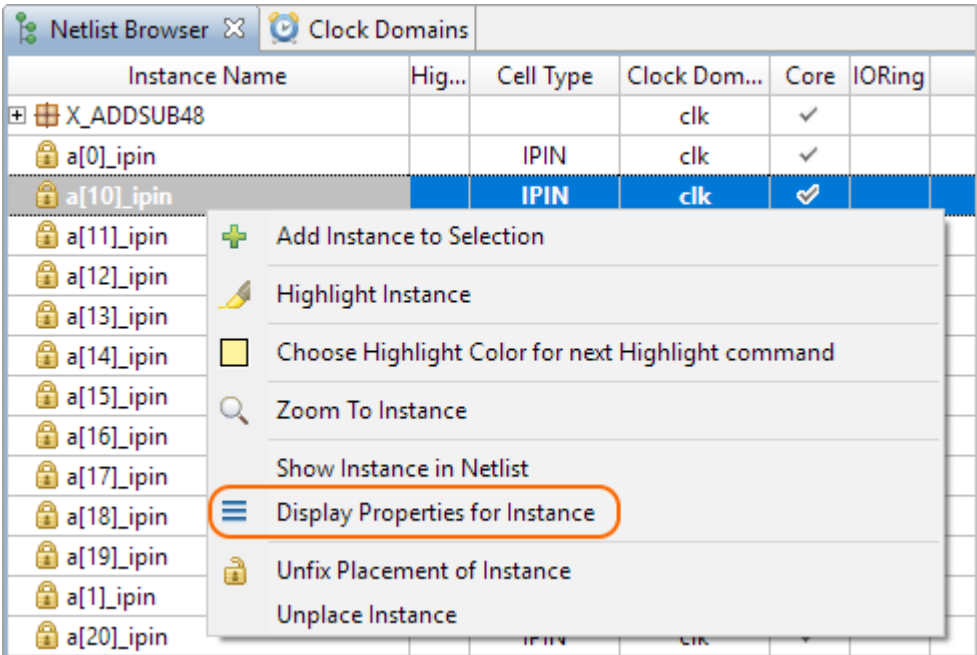 Netlist Browser Clock Domains
Instance Name Hig... Cell Type Clock Dom... Core IORing
X_ADDSUB48 clk
a[0]_ipin IPIN clk
a[10]_ipin IPIN clk
a[11]_ipin
Add Instance to Selection
a[12]_ipin
Highlight Instance
a[13]_ipin
a[14]_ipin
Choose Highlight Color for next Highlight command
a[15]_ipin
Zoom To Instance
a[16]_ipin
a[17]_ipin
Show Instance in Netlist
a[18]_ipin
Display Properties for Instance
a[19]_ipin
Unfix Placement of Instance
a[1]_ipin
Unplace Instance
a[20]_ipin IPIN clk